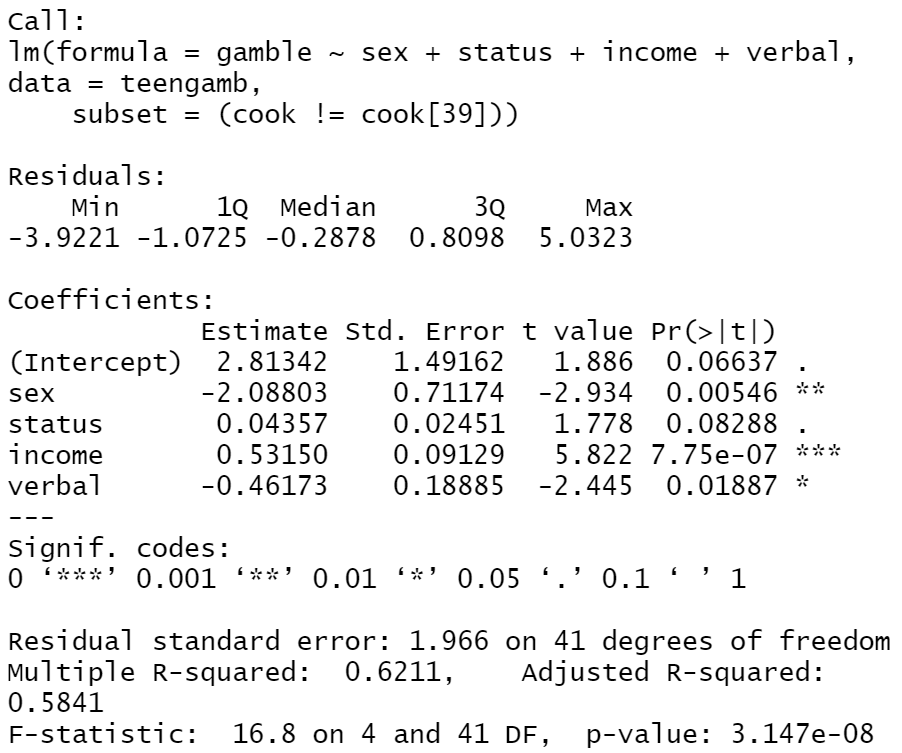 Call:
lm(formula = gamble ~ sex + status + income + verbal,
data = teengamb,
    subset = (cook != cook[39]))

Residuals:
    Min      1Q  Median      3Q     Max
-3.9221 -1.0725 -0.2878  0.8098  5.0323

Coefficients:
            Estimate Std. Error t value Pr(>|t|)
(Intercept)  2.81342    1.49162   1.886  0.06637 .
sex         -2.08803    0.71174  -2.934  0.00546 **
status       0.04357    0.02451   1.778  0.08288 .
income       0.53150    0.09129   5.822 7.75e-07 ***
verbal      -0.46173    0.18885  -2.445  0.01887 *
---
Signif. codes:
0 ‘***’ 0.001 ‘**’ 0.01 ‘*’ 0.05 ‘.’ 0.1 ‘ ’ 1

Residual standard error: 1.966 on 41 degrees of freedom
Multiple R-squared:  0.6211,    Adjusted R-squared:
0.5841
F-statistic:  16.8 on 4 and 41 DF,  p-value: 3.147e-08